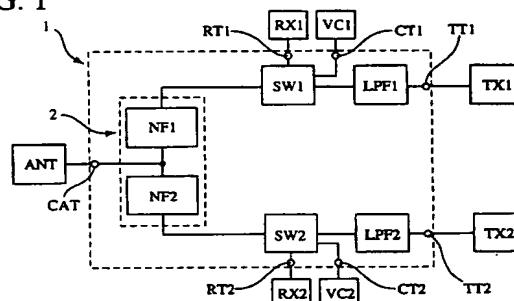 G. 1
1
RX1
VC1
RT1
CT1
TT1
SW1
LPF1
TX1
2
NF1
ANT
CAT
NF2
SW2
LPF2
TX2
RT2
CT2
TT2
RX2
VC2